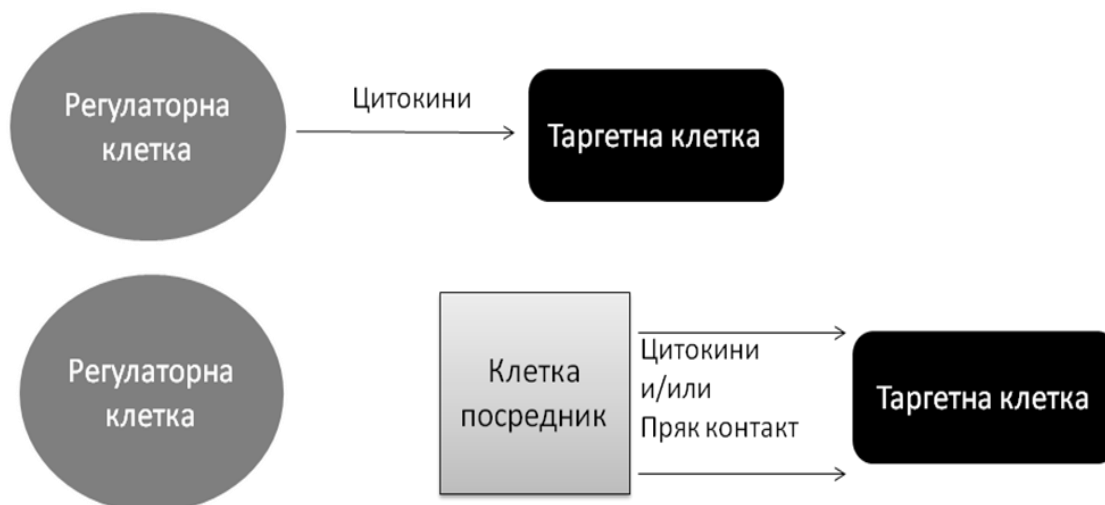 Регулаторна
клетка
Цитокини
Таргетна клетка
Регулаторна
клетка
Клетка
посредник
Цитокини
и/или
Пряк контакт
Таргетна клетка